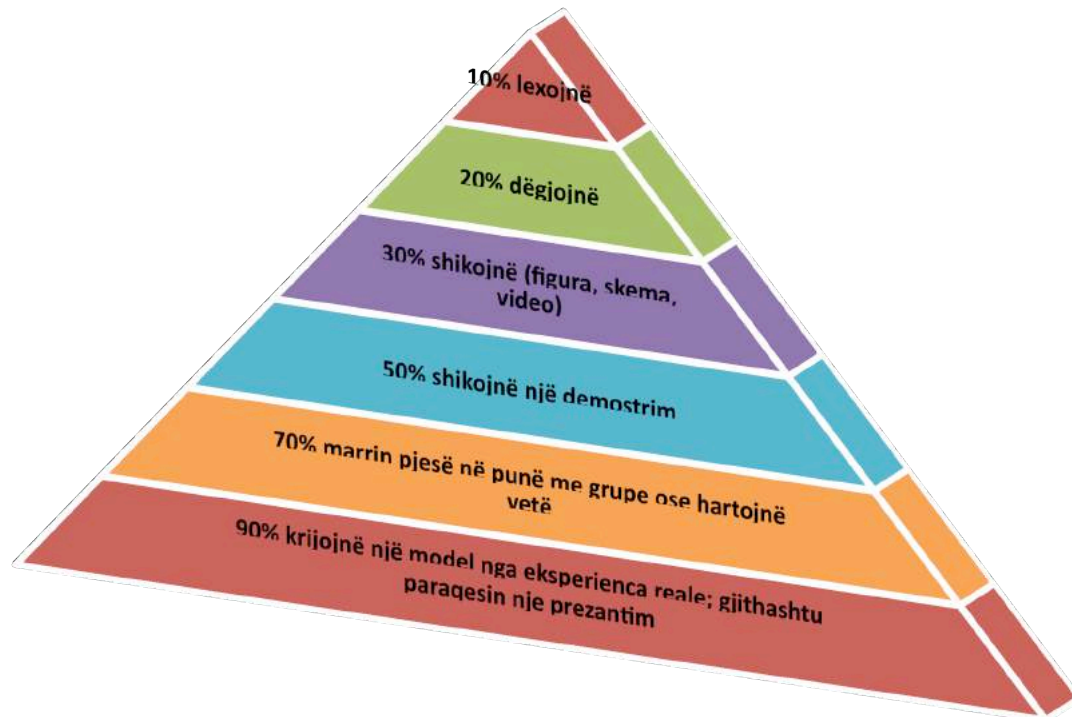 10% lexojnë
20% dëgjojnë
30% shikojnë (figura, skema,
video)
50% shikojnë një demostrim
70% marrin pjesë në punë me grupe ose hartojnë
vetë
90% krijojnë një model nga eksperienca reale; gjithashtu
paraqesin nje prezantim